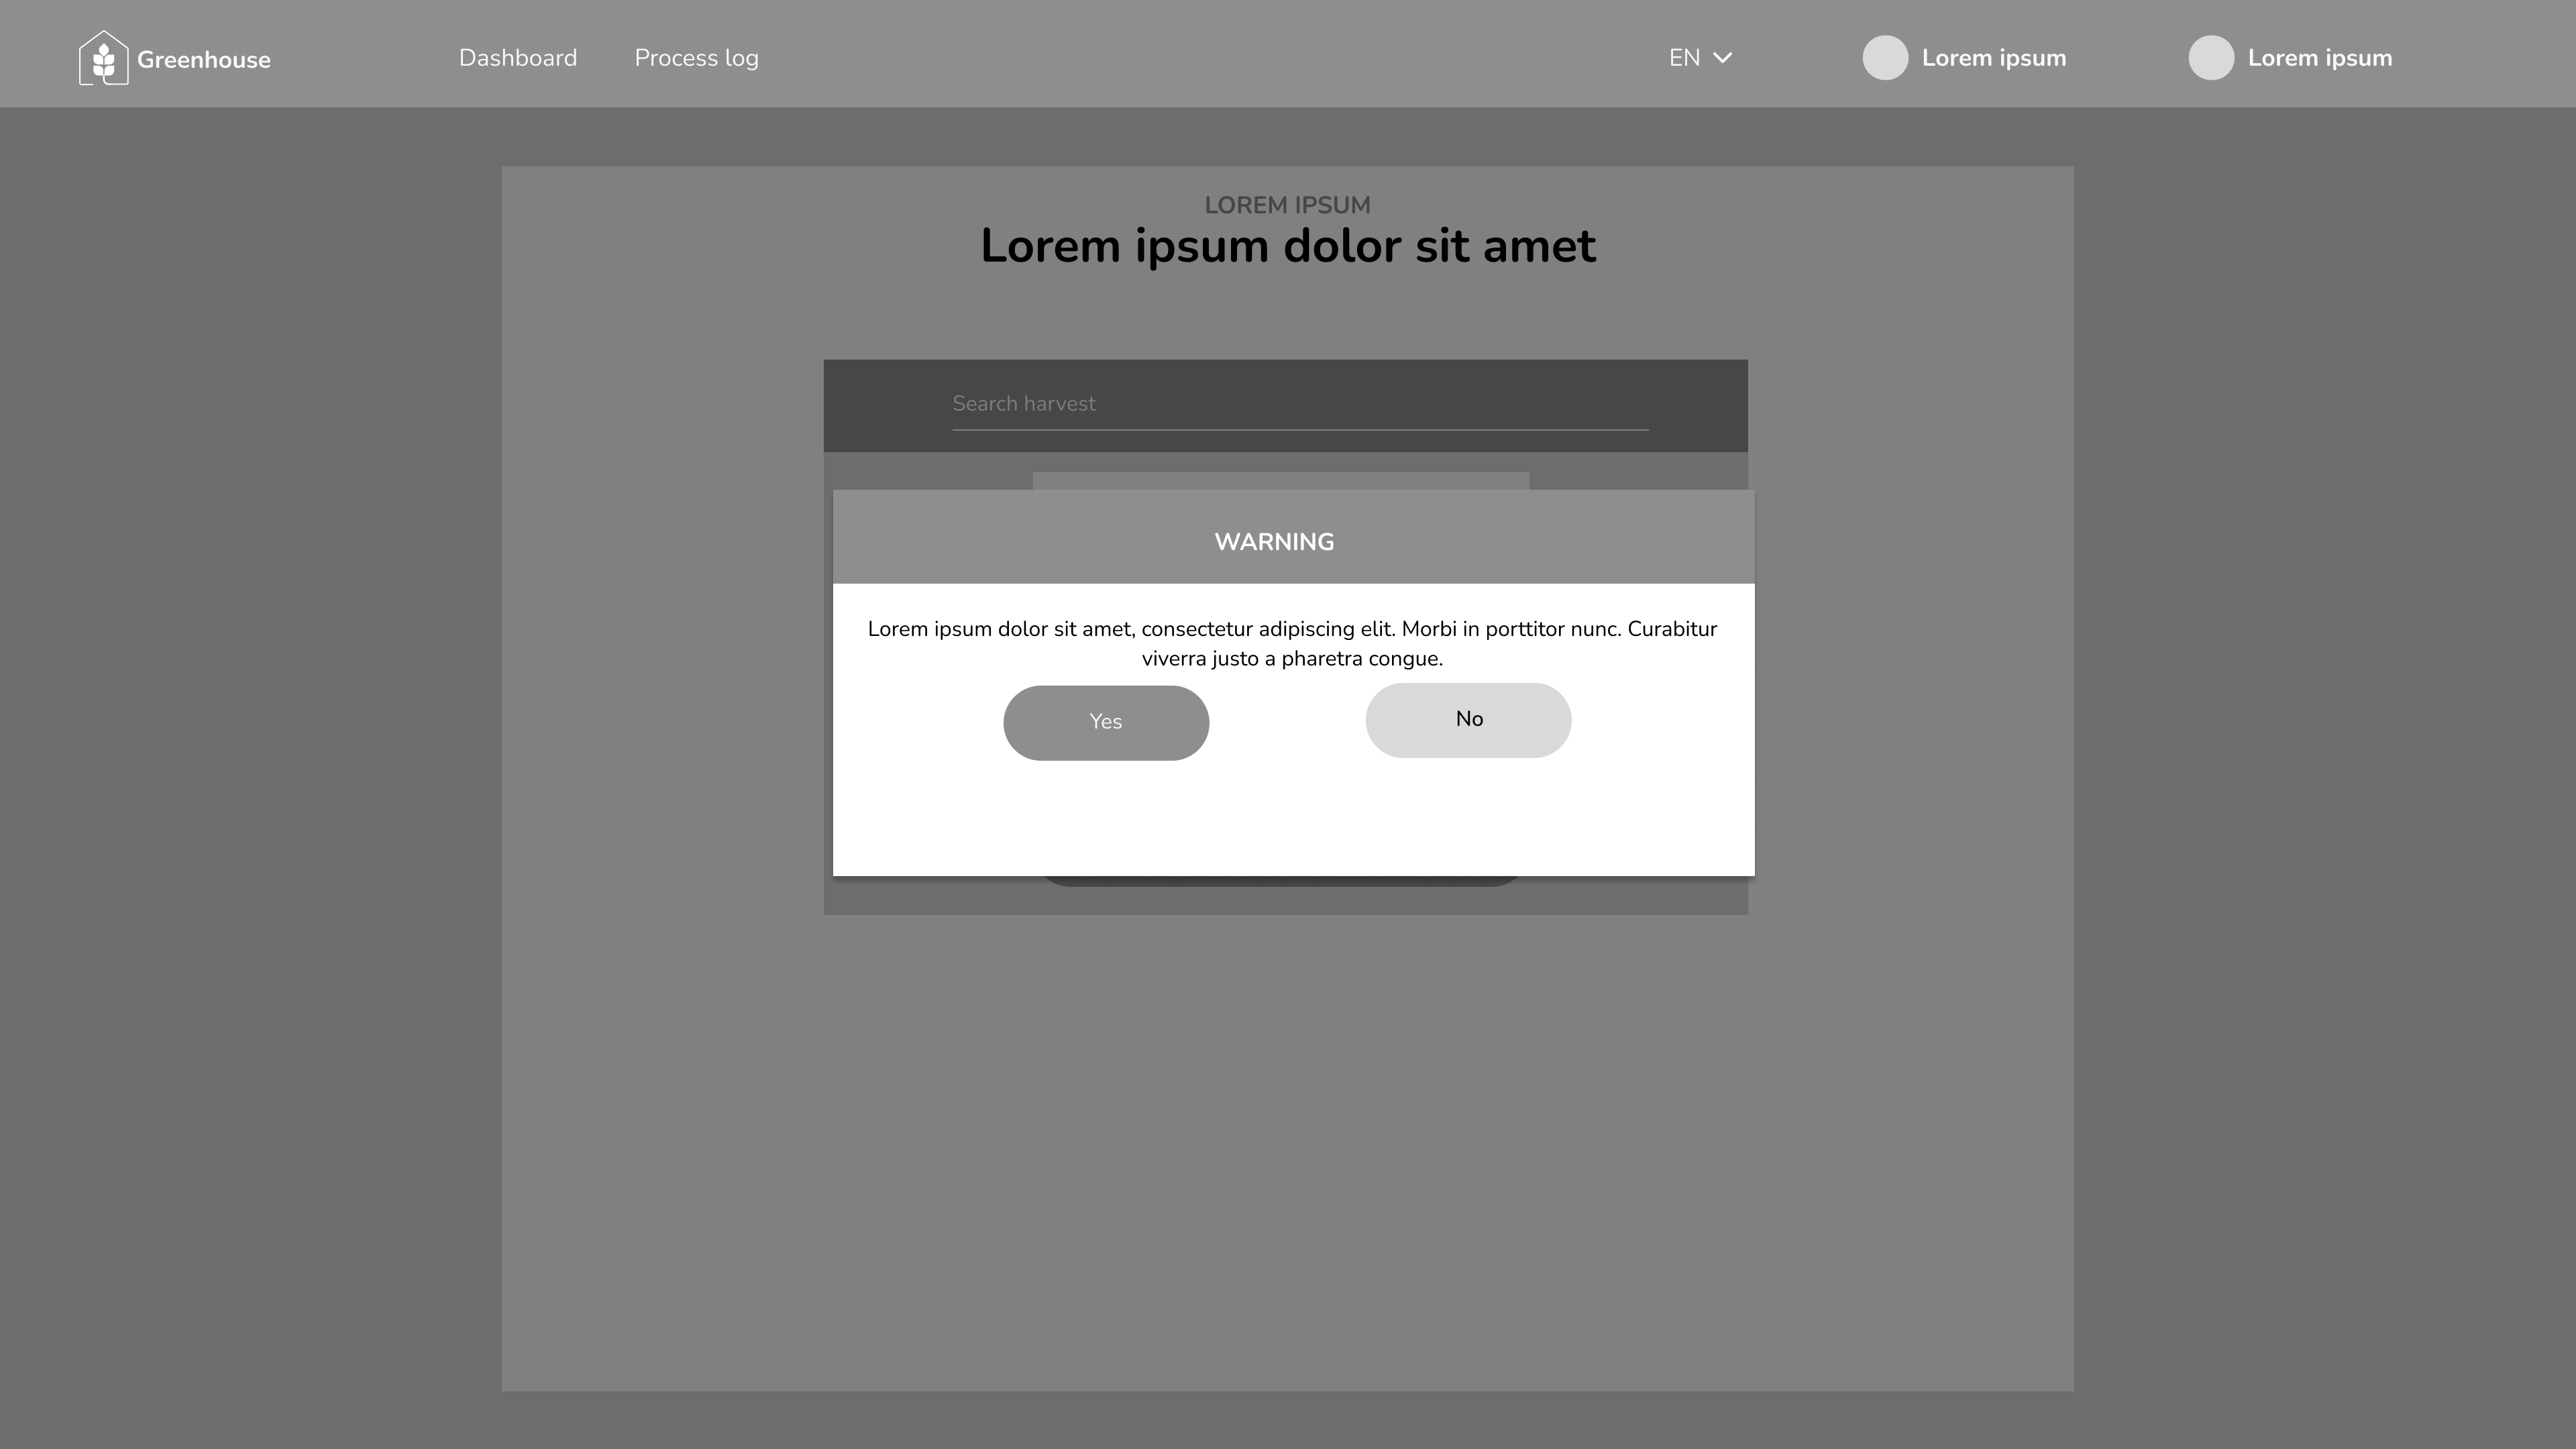 Greenhouse
Dashboard
Process log
EN
Lorem ipsum
Lorem ipsum
LOREM IPSUM
Lorem ipsum dolor sit amet
Search harvest
WARNING
Lorem ipsum dolor sit amet, consectetur adipiscing elit. Morbi in porttitor nunc. Curabitur
viverra justo a pharetra congue.
Yes
No